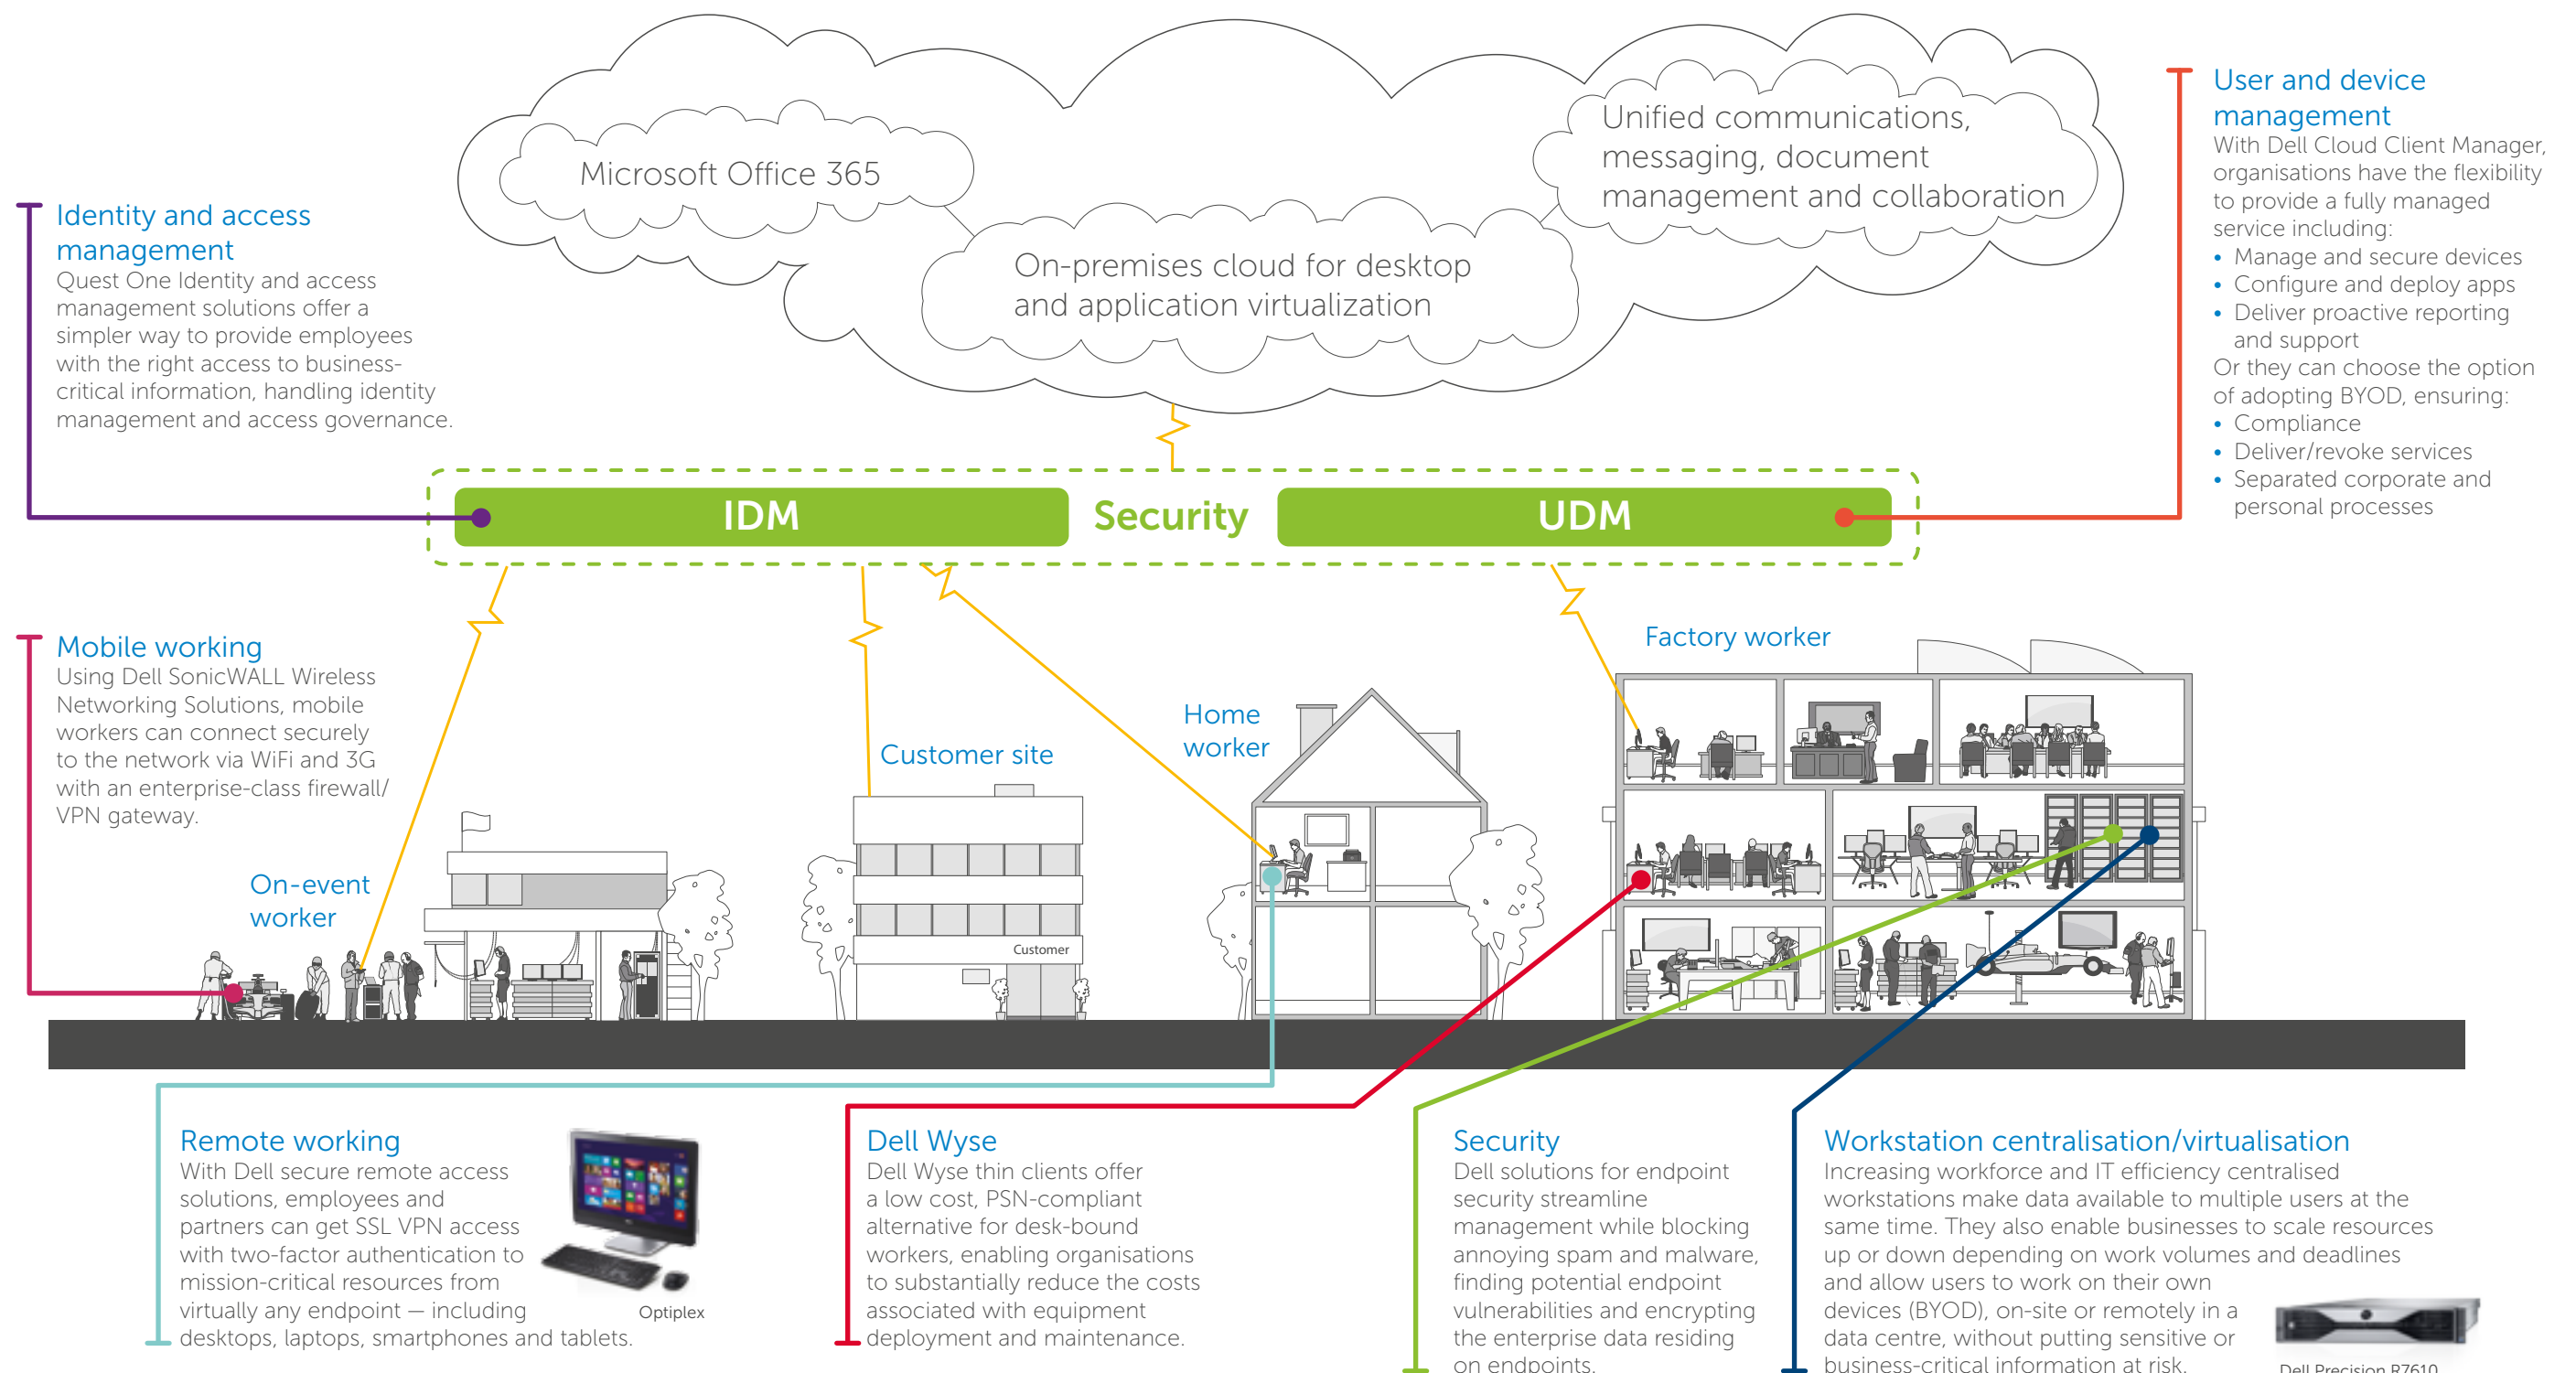 Microsoft Office 365
Unified communications,
messaging, document
management and collaboration
On-premises cloud for desktop
and application virtualization
User and device
management
With Dell Cloud Client Manager,
organisations have the flexibility
to provide a fully managed
service including:
• Manage and secure devices
• Configure and deploy apps
• Deliver proactive reporting
and support
Or they can choose the option
of adopting BYOD, ensuring:
• Compliance
• Deliver/revoke services
• Separated corporate and
personal processes
Identity and access
management
Quest One Identity and access
management solutions offer a
simpler way to provide employees
with the right access to business-
critical information, handling identity
management and access governance.
IDM
Security
UDM
Mobile working
Using Dell SonicWALL Wireless
Networking Solutions, mobile
workers can connect securely
to the network via WiFi and 3G
with an enterprise-class firewall/
VPN gateway.
On-event
worker
Customer site
Customer
Home
worker
Factory worker
Remote working
With Dell secure remote access
solutions, employees and
partners can get SSL VPN access
with two-factor authentication to
mission-critical resources from
virtually any endpoint — including
desktops, laptops, smartphones and tablets.
Optiplex
Dell Wyse
Dell Wyse thin clients offer
a low cost, PSN-compliant
alternative for desk-bound
workers, enabling organisations
to substantially reduce the costs
associated with equipment
deployment and maintenance.
Security
Dell solutions for endpoint
security streamline
management while blocking
annoying spam and malware,
finding potential endpoint
vulnerabilities and encrypting
the enterprise data residing
on endpoints.
Workstation centralisation/virtualisation
Increasing workforce and IT efficiency centralised
workstations make data available to multiple users at the
same time. They also enable businesses to scale resources
up or down depending on work volumes and deadlines
and allow users to work on their own
devices (BYOD), on-site or remotely in a
data centre, without putting sensitive or
business-critical information at risk.
Dell Precision R7610